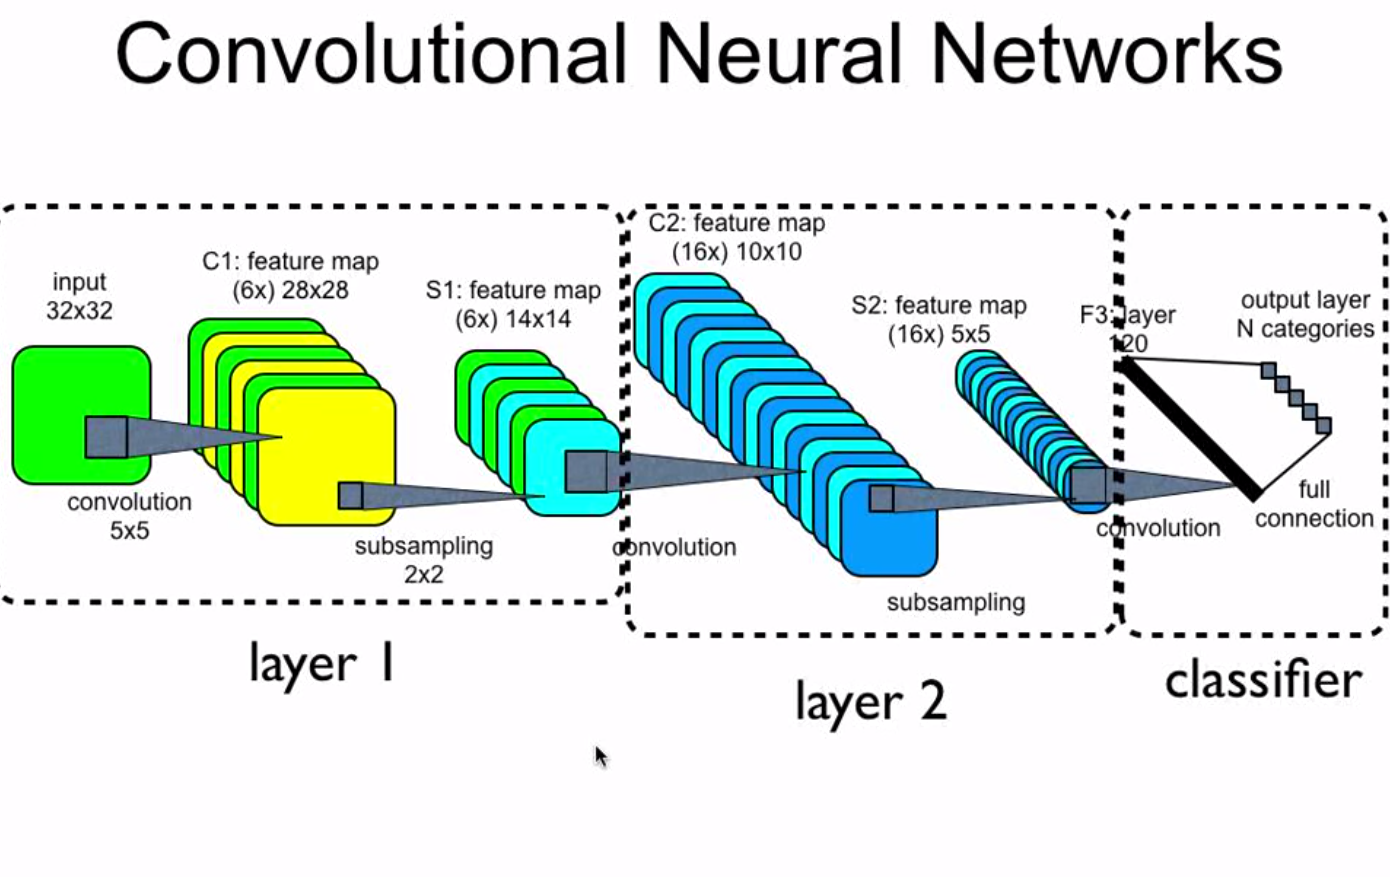 Convolutional Neural Networks
input
32x32
C1: feature map
(6x) 28x28
S1: feature map
(6x) 14x14
convolution
5x5
subsampling
2x2
C2: feature map
(16x) 10x10
S2: feature map
(16x) 5x5
convolution
subsampling
F3: layer
120
output layer
N categories
convolution
full
connection
layer 1
layer 2
classifier